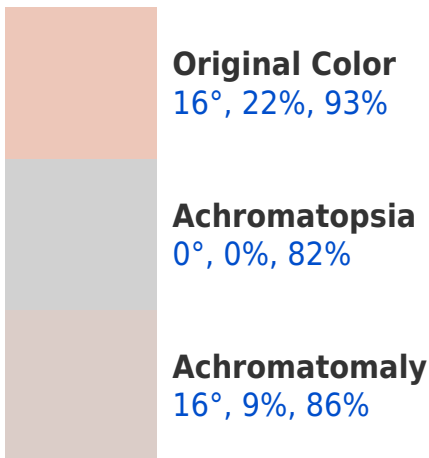 Original Color
16°, 22%, 93%
Achromatopsia
0°, 0%, 82%
Achromatomaly
16°, 9%, 86%